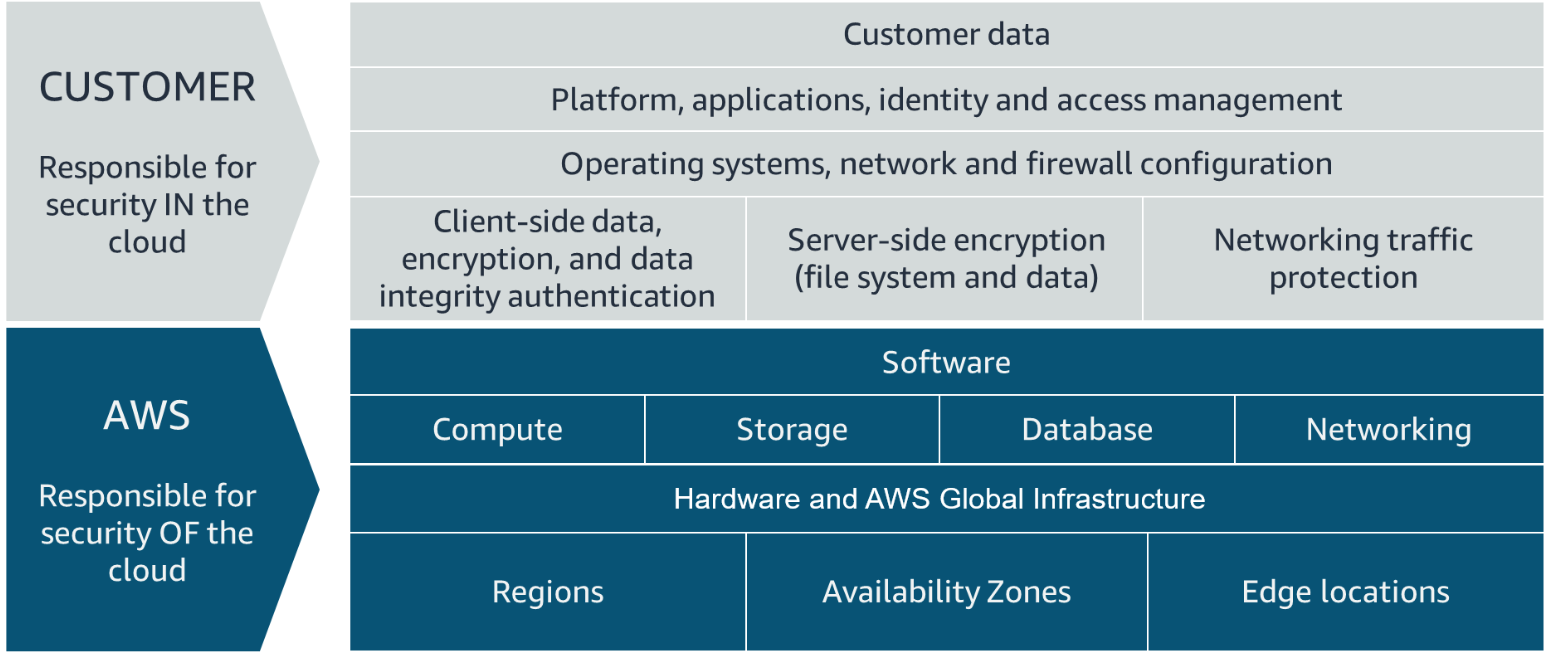 CUSTOMER
Responsible for
security IN the
cloud
Customer data
Platform, applications, identity and access management
Operating systems, network and firewall configuration
Client-side data,
encryption, and data
integrity authentication
Server-side encryption
(file system and data)
Networking traffic
protection
AWS
Responsible for
security OF the
cloud
Software
Compute
Storage
Database
Networking
Hardware and AWS Global Infrastructure
Regions
Availability Zones
Edge locations